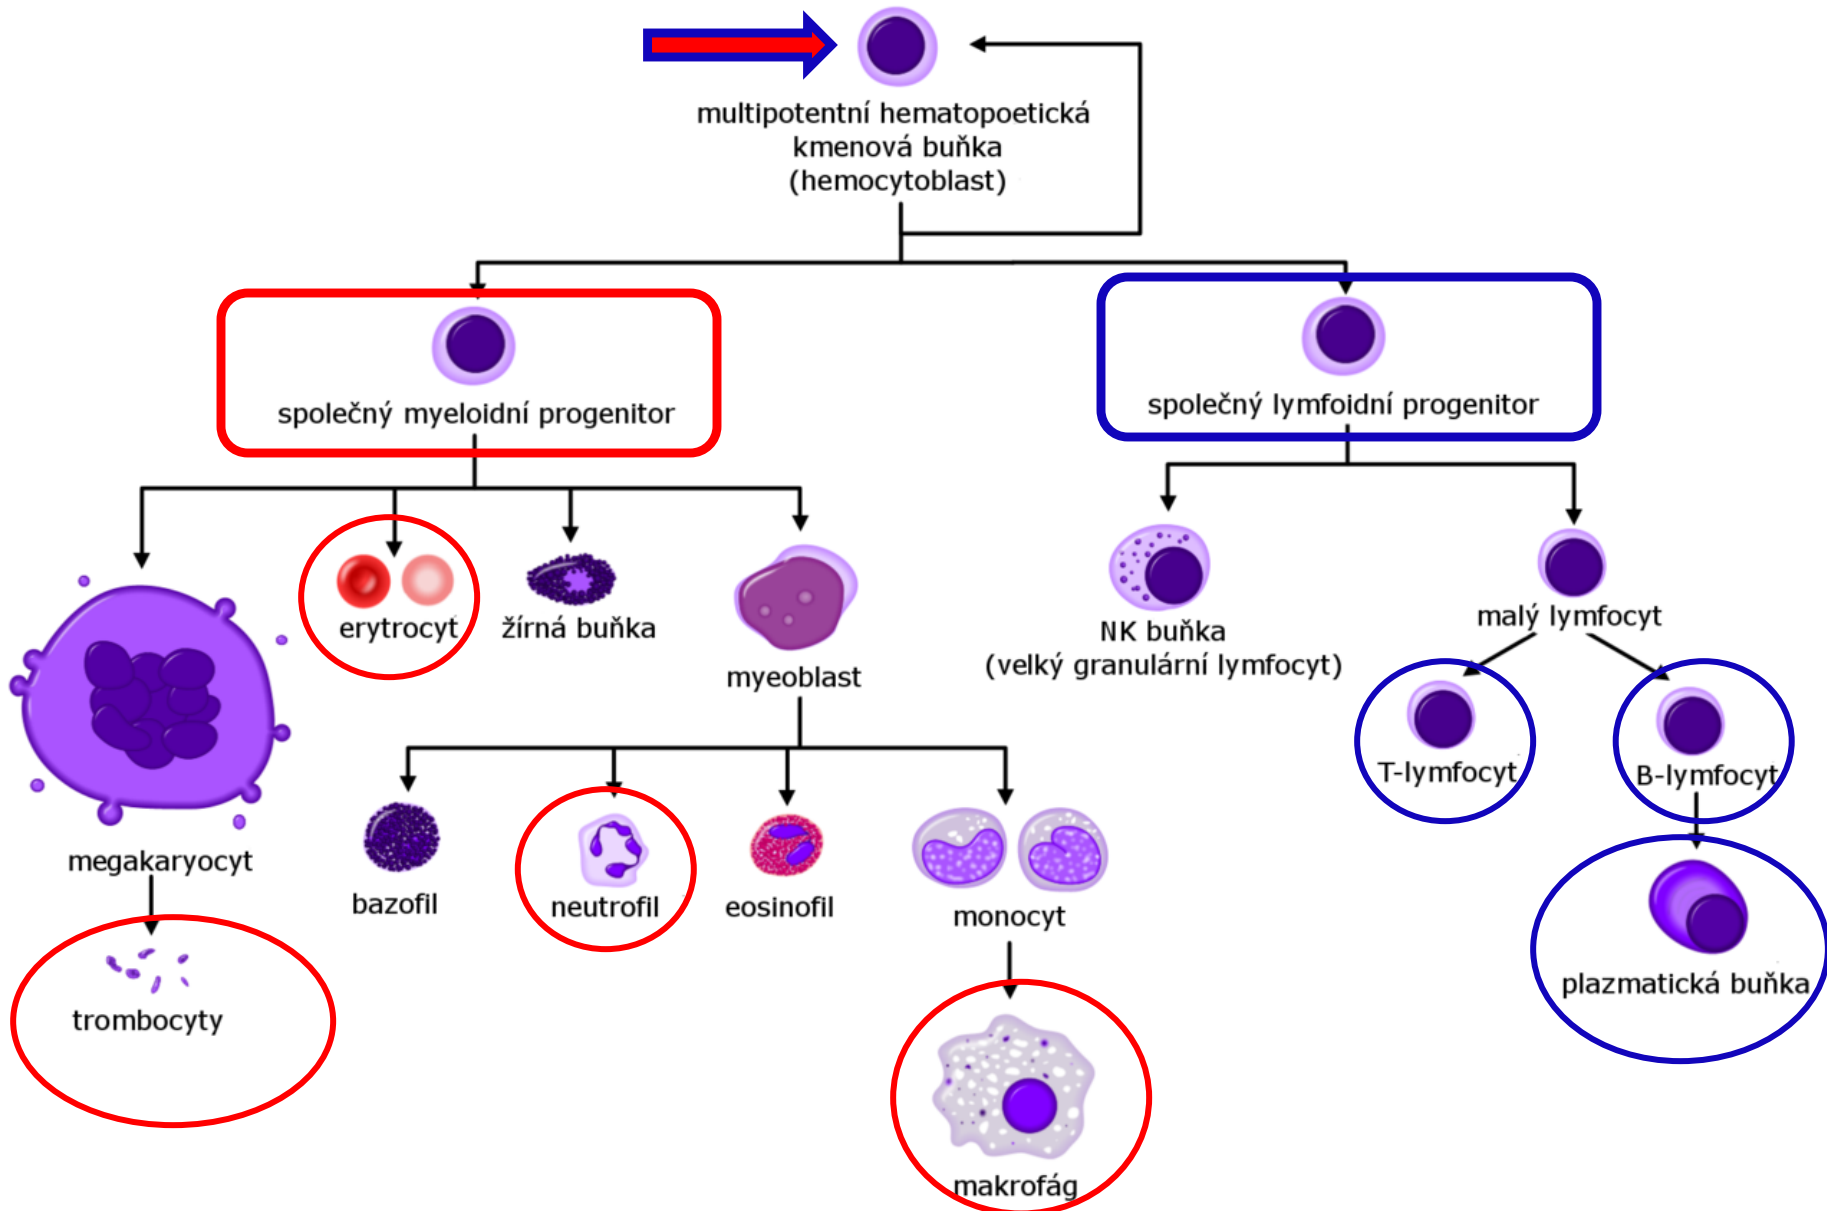 multipotentní hematopoetická
kmenová buňka
(hemocytoblast)
společný myeloidní progenitor
společný lymfoidní progenitor
erytrocyt
žírná buňka
myeoblast
NK buňka
(velký granulární lymfocyt)
malý lymfocyt
T-lymfocyt
B-lymfocyt
megakaryocyt
bazofil
neutrofil
eosinofil
monocyt
plazmatická buňka
trombocyty
makrofág